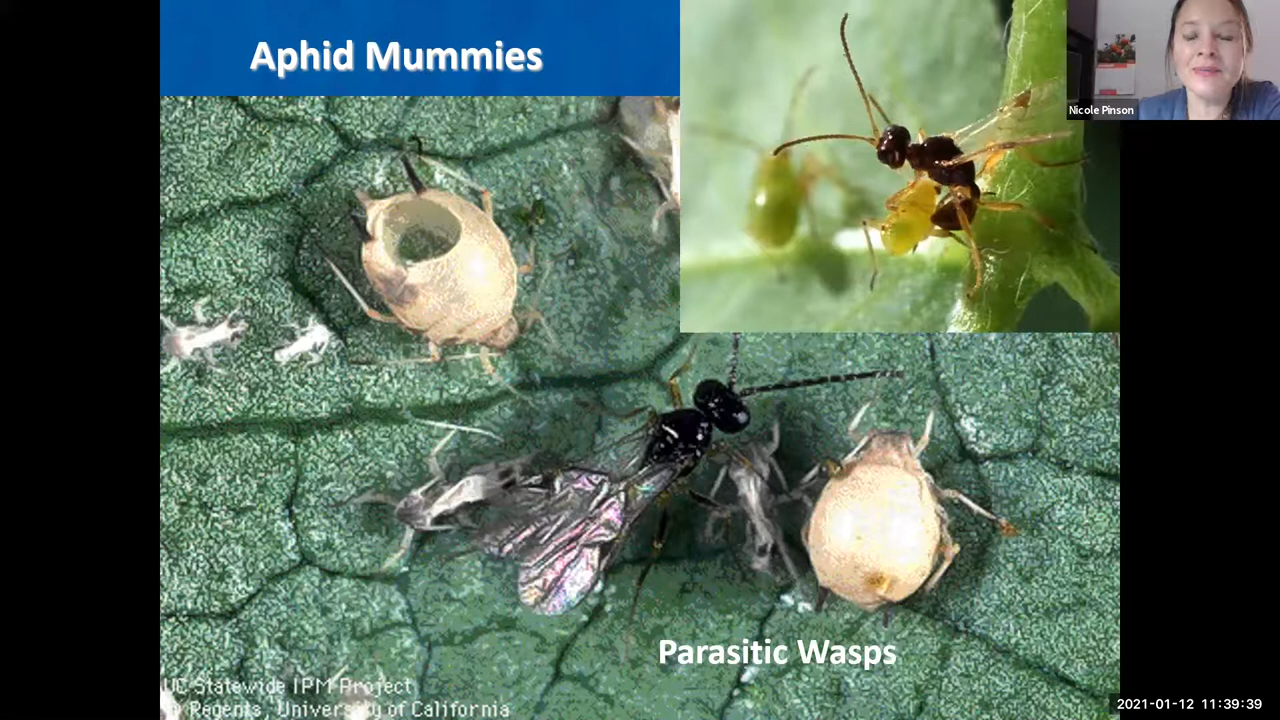 Aphid Mummies
Nicole Pinson
Parasitic Wasps
UC Statewide IPM Project
Regents, University of California
2021-01-12 11:39:39